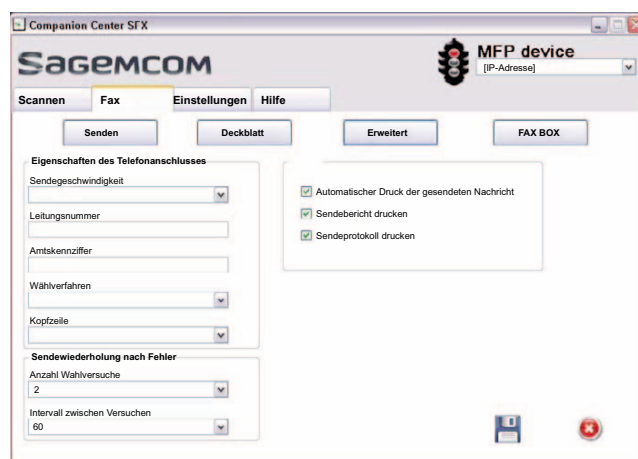 Companion Center SFX
SAGEMCOM
MFP device
[IP-Adresse]
Scannen Fax Einstellungen Hilfe
Senden Deckblatt Erweitert FAX BOX
Eigenschaften des Telefonanschlusses
Sendegeschwindigkeit
Leitungsnummer
Amtskennziffer
Wählverfahren
Kopfzeile
Sendewiederholung nach Fehler
Anzahl Wahlversuche
2
Intervall zwischen Versuchen
60
Automatischer Druck der gesendeten Nachricht
Sendebericht drucken
Sendeprotokoll drucken